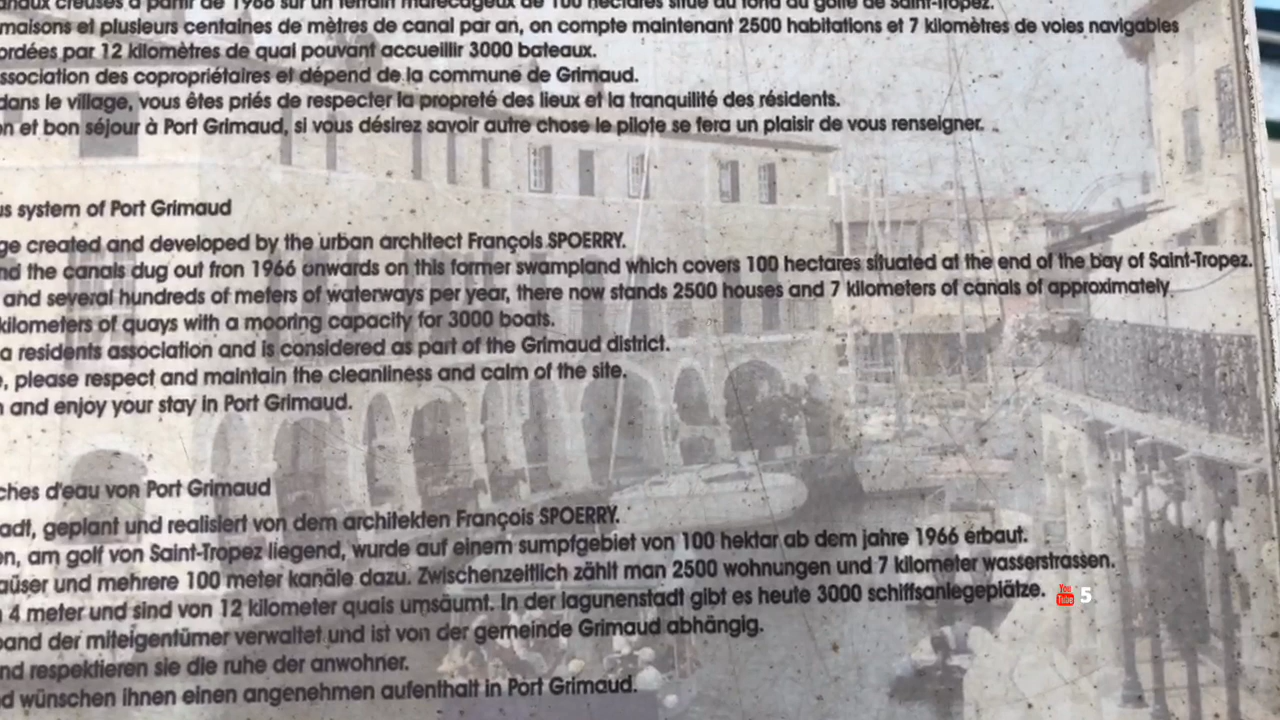 anaux creusés à partir de 1966 sur un terrain marécageux de 100 hectares situé au fond du golfe de Saint-Tropez.
maisons et plusieurs centaines de mètres de canal par an, on compte maintenant 2500 habitations et 7 kilomètres de voies navigables
ordées par 12 kilomètres de quai pouvant accueillir 3000 bateaux.
ssociation des copropriétaires et dépend de la commune de Grimaud.
dans le village, vous êtes priés de respecter la propreté des lieux et la tranquilité des résidents.
n et bon séjour à Port Grimaud, si vous désirez savoir autre chose le pilote se fera un plaisir de vous renseigner.
us system of Port Grimaud
ge created and developed by the urban architect François SPOERRY.
nd the canals dug out fron 1966 onwards on this former swampland which covers 100 hectares situated at the end of the bay of Saint-Tropez.
and several hundreds of meters of waterways per year, there now stands 2500 houses and 7 kilometers of canals of approximately
kilometers of quays with a mooring capacity for 3000 boats.
a residents association and is considered as part of the Grimaud district.
, please respect and maintain the cleanliness and calm of the site.
n and enjoy your stay in Port Grimaud.
ches d'eau von Port Grimaud
adt, geplant und realisiert von dem architekten François SPOERRY.
en, am golf von Saint-Tropez liegend, wurde auf einem sumpfgebiet von 100 hektar ab dem jahre 1966 erbaut.
aüser und mehrere 100 meter kanäle dazu. Zwischenzeitlich zählt man 2500 wohnungen und 7 kilometer wasserstrassen.
4 meter und sind von 12 kilometer quais umsäumt. In der lagunenstadt gibt es heute 3000 schiffsanlegeplätze.
You Tube 5
band der miteigentümer verwaltet und ist von der gemeinde Grimaud abhängig.
nd respektieren sie die ruhe der anwohner.
d wünschen ihnen einen angenehmen aufenthalt in Port Grimaud.